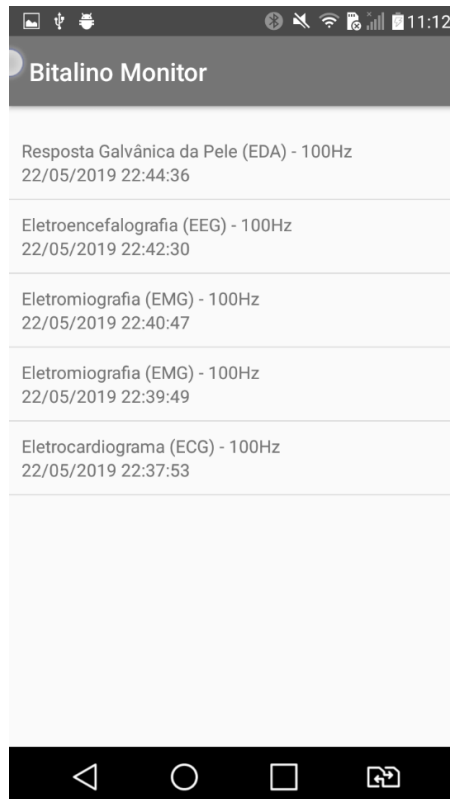 11:12
Bitalino Monitor
Resposta Galvânica da Pele (EDA) - 100Hz
22/05/2019 22:44:36
Eletroencefalografia (EEG) - 100Hz
22/05/2019 22:42:30
Eletromiografia (EMG) - 100Hz
22/05/2019 22:40:47
Eletromiografia (EMG) - 100Hz
22/05/2019 22:39:49
Eletrocardiograma (ECG) - 100Hz
22/05/2019 22:37:53